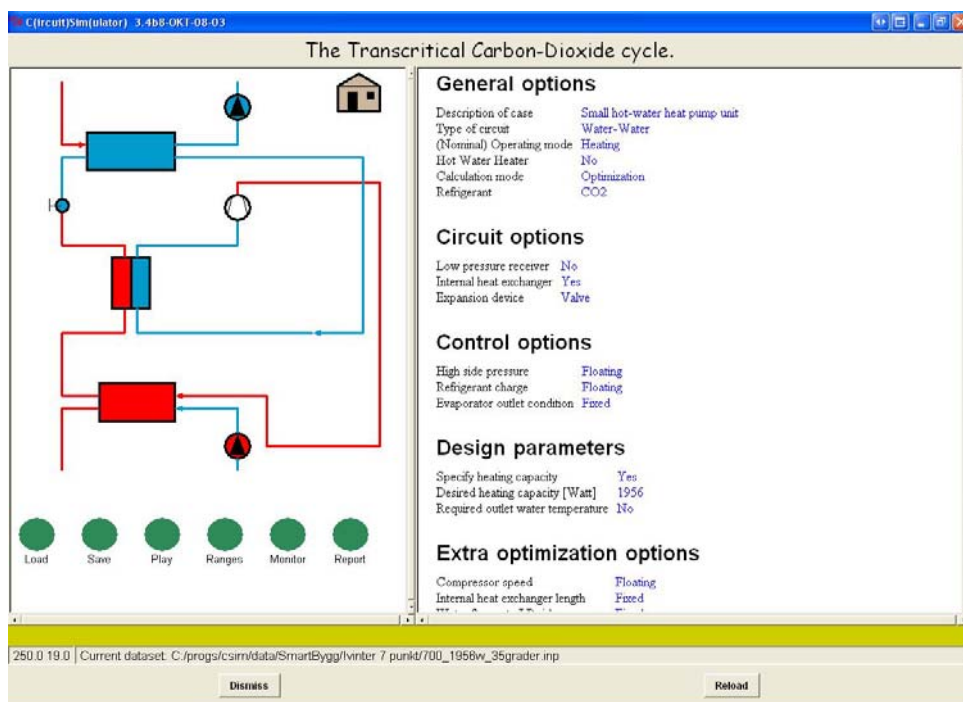 C(ircuit)Sim(ulator) 3.4b8-OKT-08-03
The Transcritical Carbon-Dioxide cycle.
Load Save Play Ranges Monitor Report
General options
Description of case Small hot-water heat pump unit
Type of circuit Water-Water
(Nominal) Operating mode Heating
Hot Water Heater No
Calculation mode Optimization
Refrigerant CO2
Circuit options
Low pressure receiver No
Internal heat exchanger Yes
Expansion device Valve
Control options
High side pressure Floating
Refrigerant charge Floating
Evaporator outlet condition Fixed
Design parameters
Specify heating capacity Yes
Desired heating capacity [Watt] 1956
Required outlet water temperature No
Extra optimization options
Compressor speed Floating
Internal heat exchanger length Fixed
250.0 19.0 Current dataset: C:/progs/csim/data/SmartBygg/Ivinter 7 punkt/700_1956w_35grader.inp
Dismiss Reload